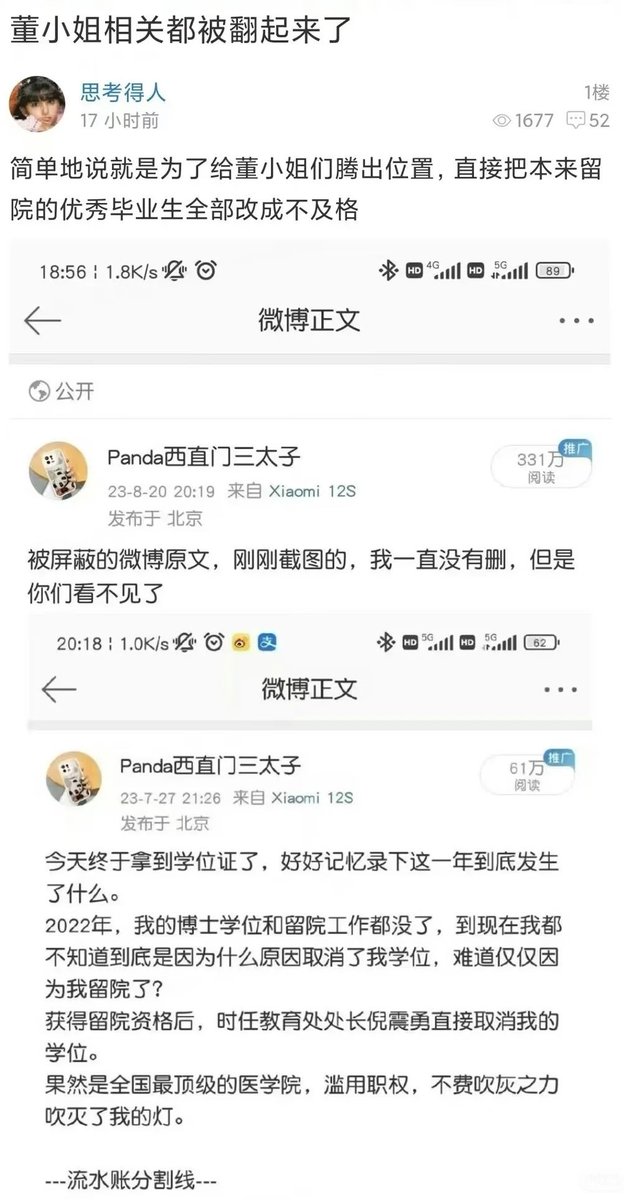 董小姐相关都被翻起来了
思考得人
1楼
17 小时前
1677
52
简单地说就是为了给董小姐们腾出位置,直接把本来留
院的优秀毕业生全部改成不及格
18:56 ¦ 1.8K/s
HD 4G HD 5G 89
微博正文
公开
Panda西直门三太子
331万
推广
阅读
23-8-20 20:19 来自 Xiaomi 12S
发布于 北京
被屏蔽的微博原文，刚刚截图的，我一直没有删，但是
你们看不见了
20:18 ¦ 1.0K/s
支
HD 5G HD 5G 62
微博正文
Panda西直门三太子
61万
推广
阅读
23-7-27 21:26 来自 Xiaomi 12S
发布于 北京
今天终于拿到学位证了，好好记忆录下这一年到底发生
了什么。
2022年，我的博士学位和留院工作都没了，到现在我都
不知道到底是因为什么原因取消了我学位，难道仅仅因
为我留院了?
获得留院资格后，时任教育处处长倪震勇直接取消我的
学位。
果然是全国最顶级的医学院，滥用职权，不费吹灰之力
吹灭了我的灯。
---流水账分割线---